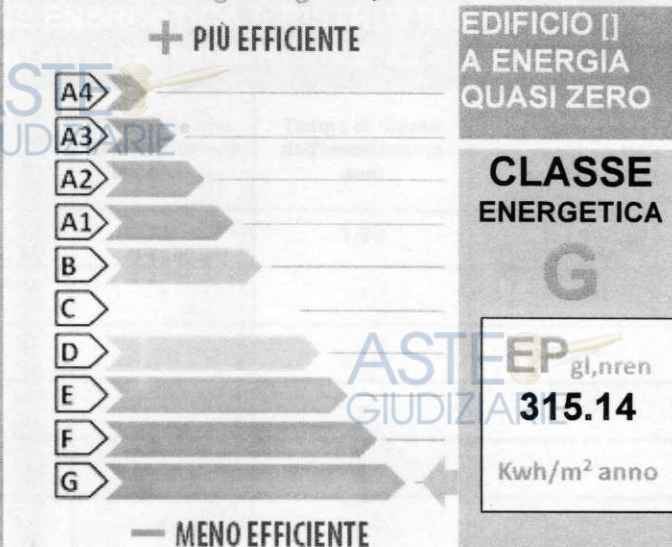 + PIÙ EFFICIENTE
EDIFICIO []
A ENERGIA
QUASI ZERO
A4
A3
A2
A1
B
C
D
E
F
G
CLASSE
ENERGETICA
G
EP gl,nren
315.14
Kwh/m² anno
— MENO EFFICIENTE
ASTE
GIUDIZIARIE®
ASTE
GIUDIZIARIE